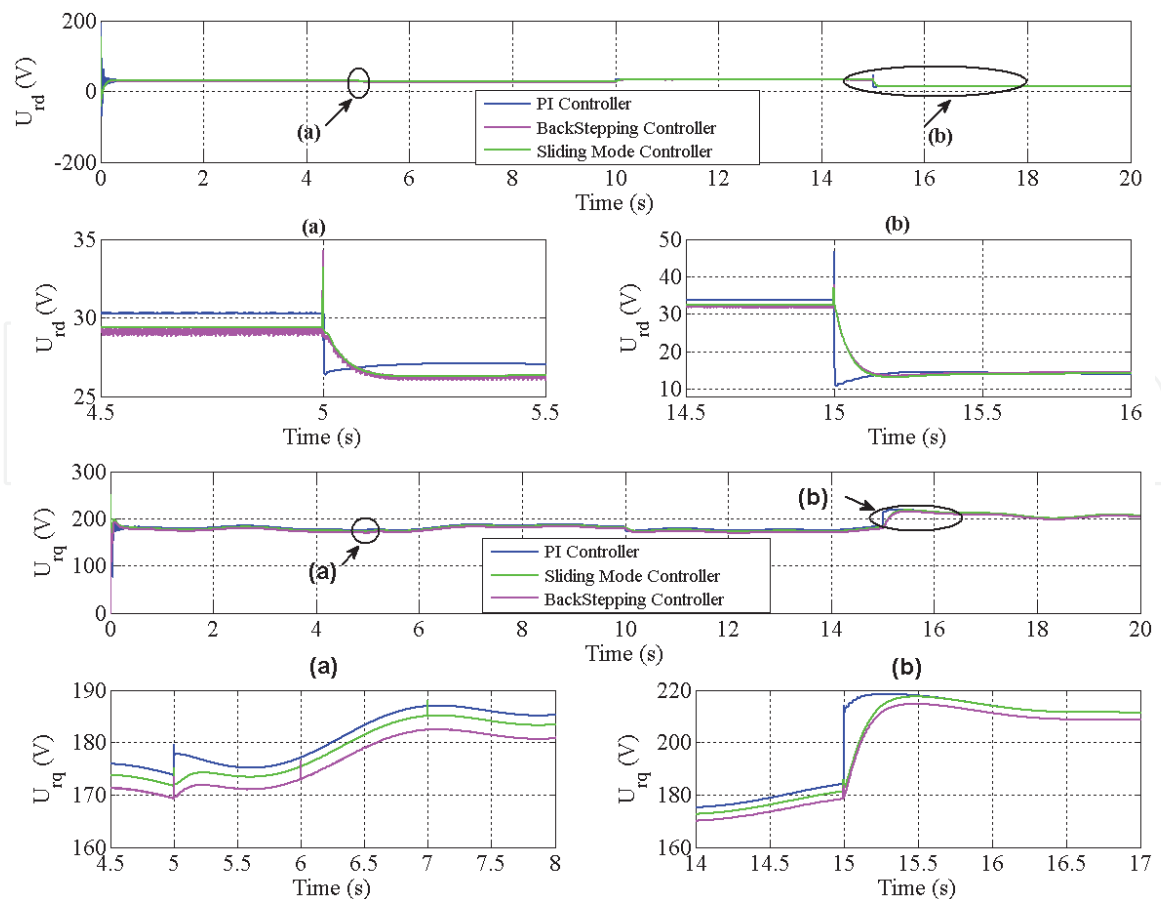 200
0
-200
U_rd (V)
(a)
PI Controller
BackStepping Controller
Sliding Mode Controller
(b)
0 2 4 6 8 10 12 14 16 18 20
Time (s)
(a)
35
30
25
U_rd (V)
4.5 5 5.5
Time (s)
(b)
50
40
30
20
10
U_rd (V)
14.5 15 15.5 16
Time (s)
300
200
100
0
U_rq (V)
(a)
PI Controller
Sliding Mode Controller
BackStepping Controller
(b)
0 2 4 6 8 10 12 14 16 18 20
Time (s)
(a)
190
180
170
160
U_rq (V)
4.5 5 5.5 6 6.5 7 7.5 8
Time (s)
(b)
220
200
180
160
U_rq (V)
14 14.5 15 15.5 16 16.5 17
Time (s)